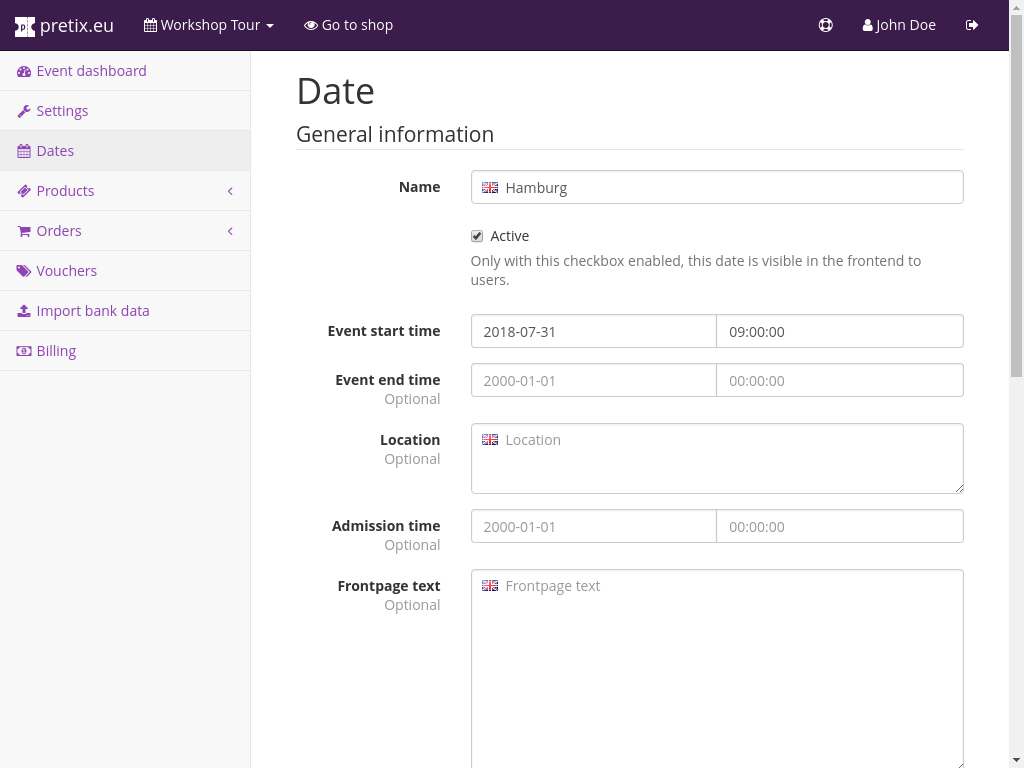 pretix.eu
Workshop Tour
Go to shop
John Doe
Event dashboard
Settings
Dates
Products
Orders
Vouchers
Import bank data
Billing
Date
General information
Name
Hamburg
Active
Only with this checkbox enabled, this date is visible in the frontend to
users.
Event start time
2018-07-31
09:00:00
Event end time
Optional
2000-01-01
00:00:00
Location
Optional
Location
Admission time
Optional
2000-01-01
00:00:00
Frontpage text
Optional
Frontpage text